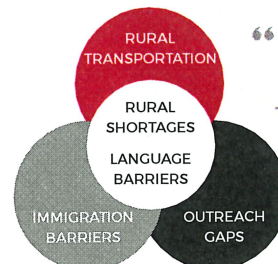 RURAL
TRANSPORTATION
“
RURAL
SHORTAGES
LANGUAGE
BARRIERS
IMMIGRATION
BARRIERS
OUTREACH
GAPS